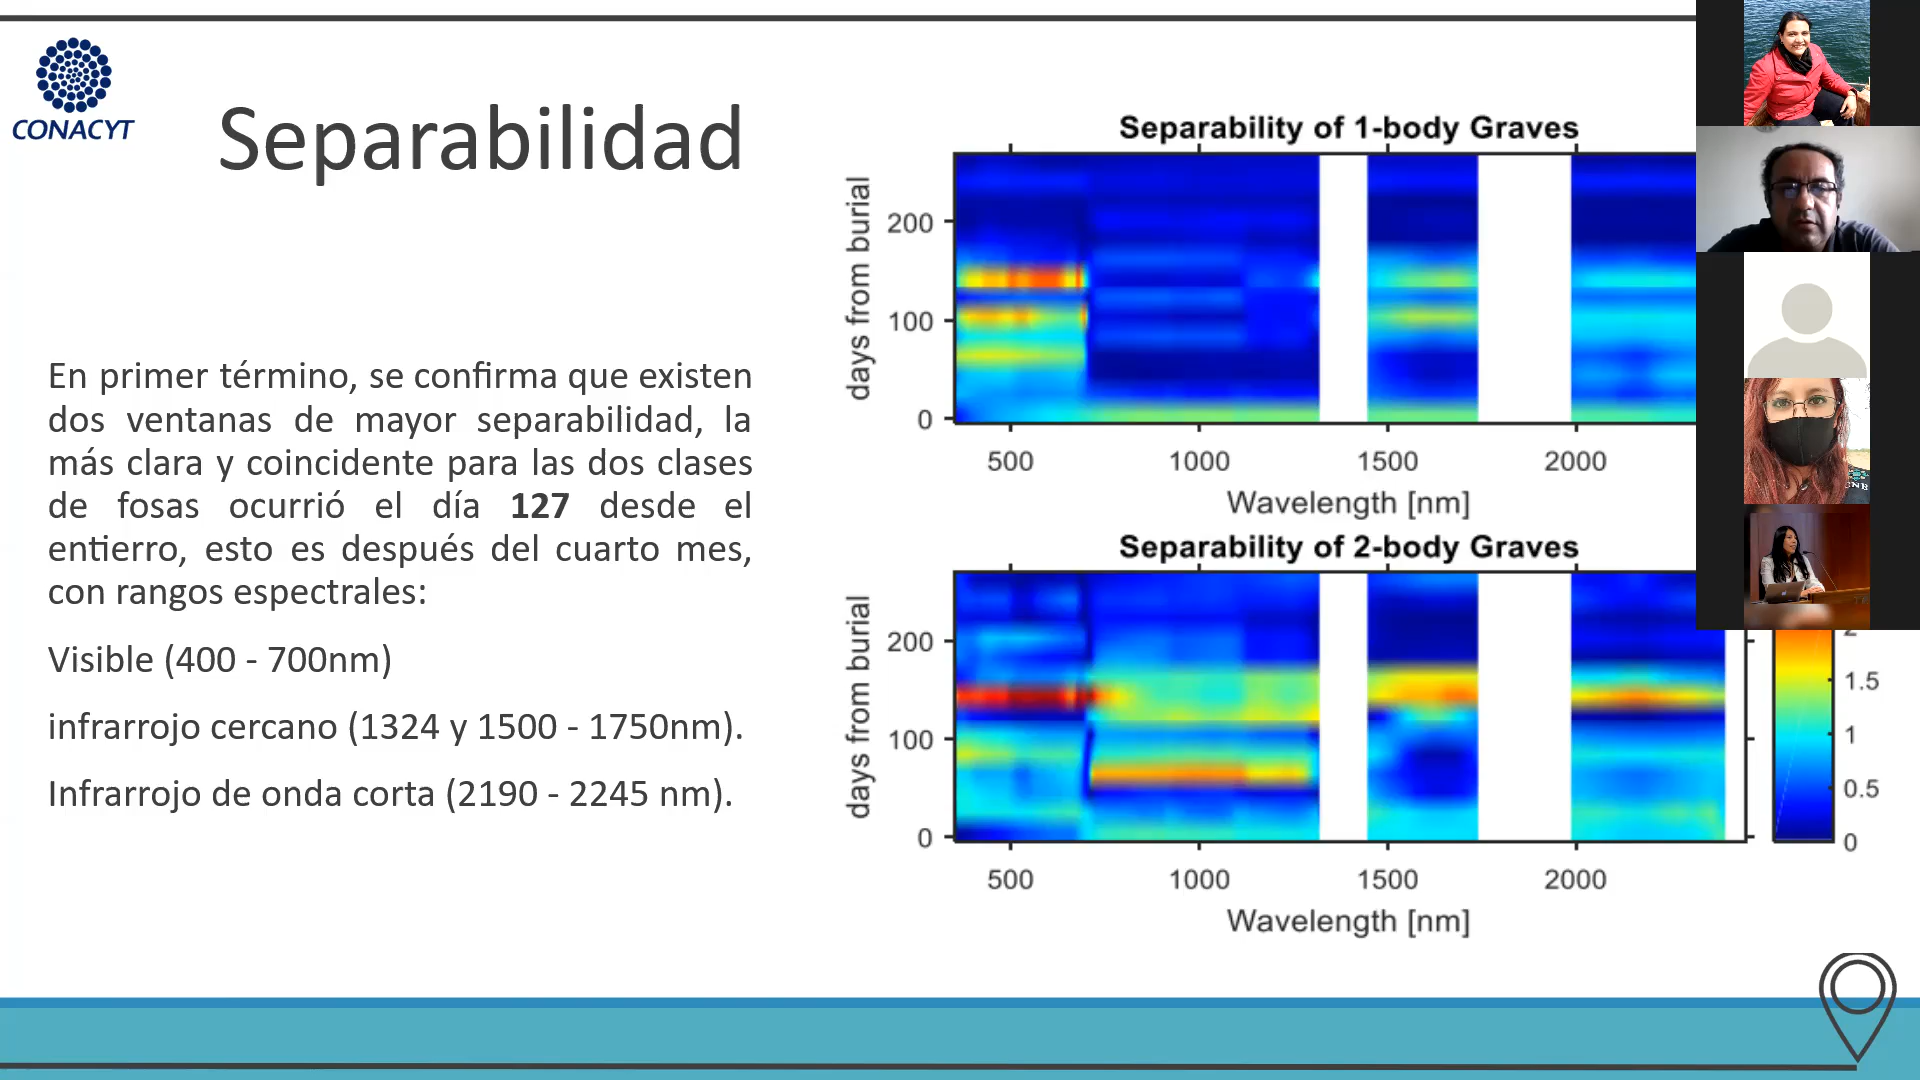 CONACYT
Separabilidad
En primer término, se confirma que existen
dos ventanas de mayor separabilidad, la
más clara y coincidente para las dos clases
de fosas ocurrió el día 127 desde el
entierro, esto es después del cuarto mes,
con rangos espectrales:
Visible (400 - 700nm)
infrarrojo cercano (1324 y 1500 - 1750nm).
Infrarrojo de onda corta (2190 - 2245 nm).
Separability of 1-body Graves
days from burial
200
100
0
500 1000 1500 2000
Wavelength [nm]
Separability of 2-body Graves
days from burial
200
100
0
500 1000 1500 2000
Wavelength [nm]
1.5
1
0.5
0